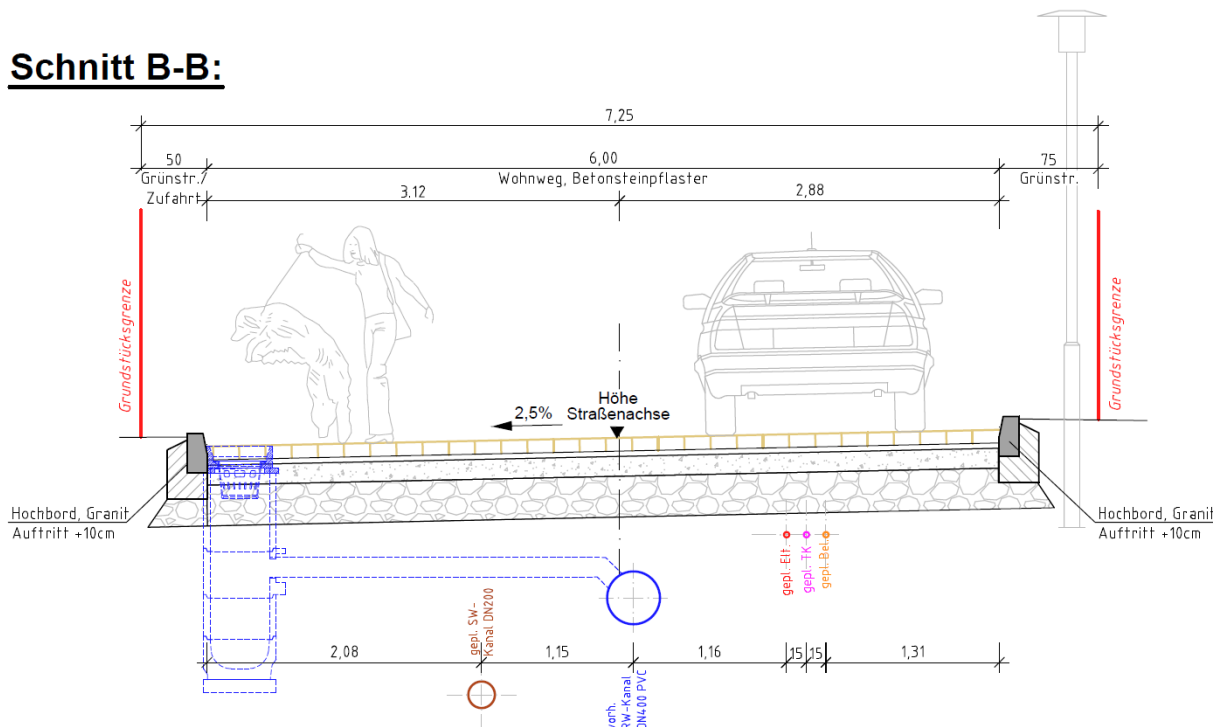 Schnitt B-B:
7,25
50
6,00
75
Grünstr./
Zufahrt
Wohnweg, Betonsteinpflaster
Grünstr.
3.12
2,88
Grundstücksgrenze
Grundstücksgrenze
2,5%
Höhe
Straßenachse
Hochbord, Granit
Auftritt +10cm
Hochbord, Granit
Auftritt +10cm
gepl. Elt
gepl. TK
gepl. Bel.
gepl. SW-
Kanal DN200
2,08
1,15
1,16
15
15
1,31
vorh.
RW-Kanal
DN400 PVC